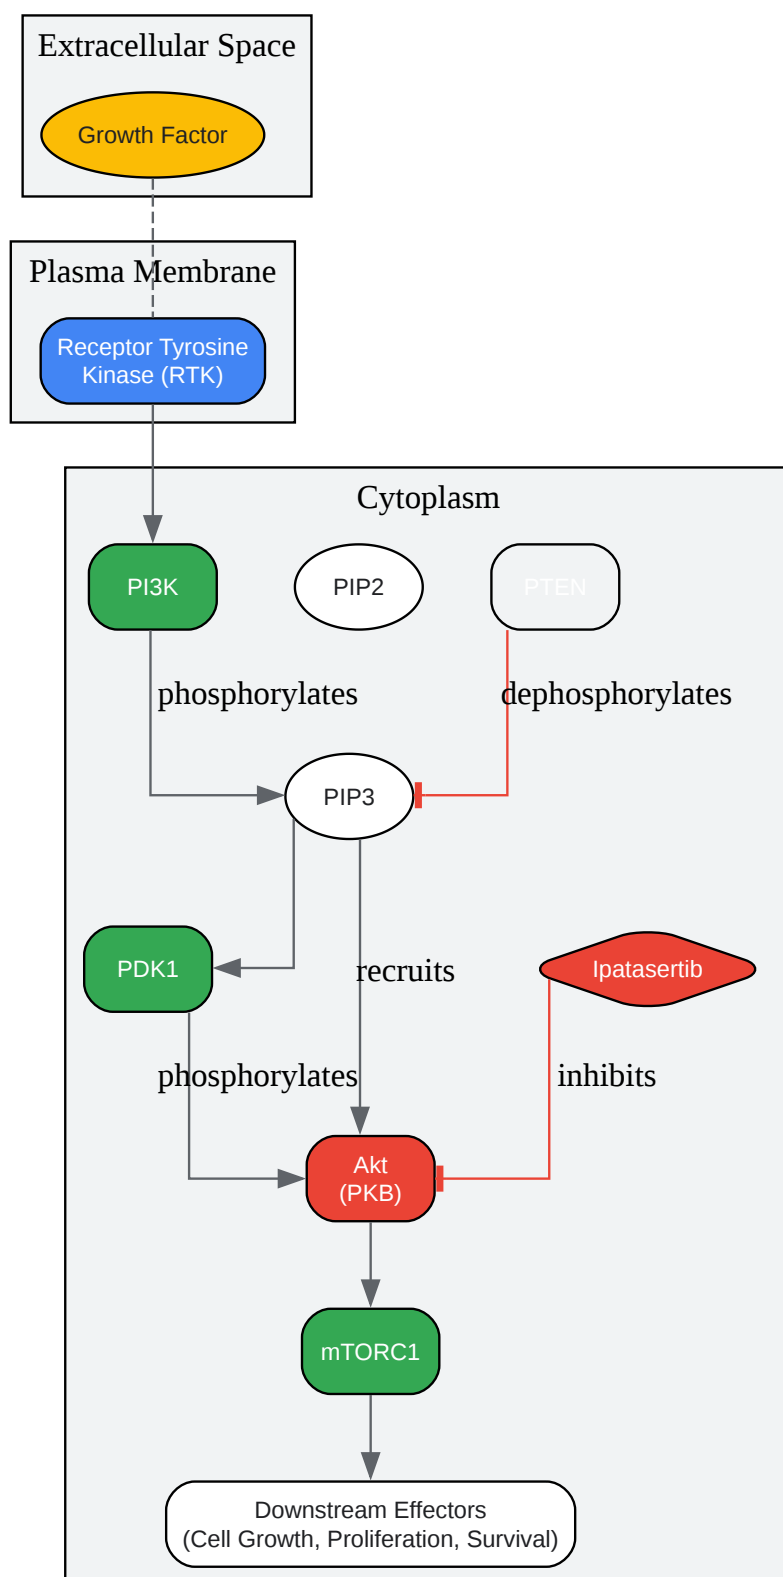 Extracellular Space
Growth Factor
Plasma Membrane
Receptor Tyrosine
Kinase (RTK)
Cytoplasm
PI3K
PIP2
PTEN
phosphorylates
dephosphorylates
PIP3
PDK1
recruits
Ipatasertib
phosphorylates
inhibits
Akt
(PKB)
mTORC1
Downstream Effectors
(Cell Growth, Proliferation, Survival)